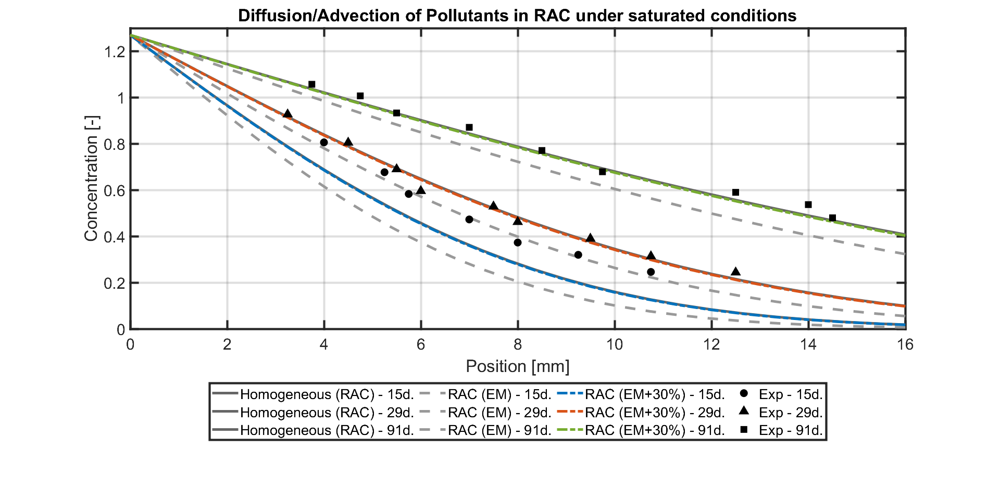 Diffusion/Advection of Pollutants in RAC under saturated conditions
1.2
1
0.8
0.6
0.4
0.2
0
Concentration [-]
0 2 4 6 8 10 12 14 16
Position [mm]
Homogeneous (RAC) - 15d. RAC (EM) - 15d. RAC (EM+30%) - 15d. Exp - 15d.
Homogeneous (RAC) - 29d. RAC (EM) - 29d. RAC (EM+30%) - 29d. Exp - 29d.
Homogeneous (RAC) - 91d. RAC (EM) - 91d. RAC (EM+30%) - 91d. Exp - 91d.